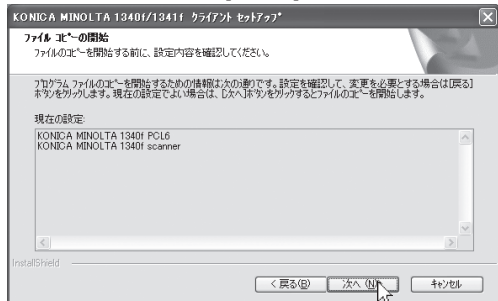 KONICA MINOLTA 1340f/1341f クライアント セットアップ
ファイル コピーの開始
ファイルのコピーを開始する前に、設定内容を確認してください。
プログラム ファイルのコピーを開始するための情報は次の通りです。設定を確認して、変更を必要とする場合は[戻る]
ボタンをクリックします。現在の設定でよい場合は、[次へ]ボタンをクリックするとファイルのコピーを開始します。
現在の設定:
KONICA MINOLTA 1340f PCL6
KONICA MINOLTA 1340f scanner
InstallShield
< 戻る(B)
次へ (N)
キャンセル